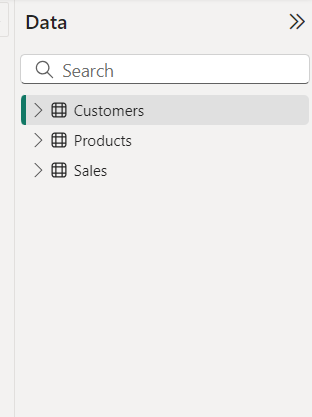 Data
Search
Customers
Products
Sales